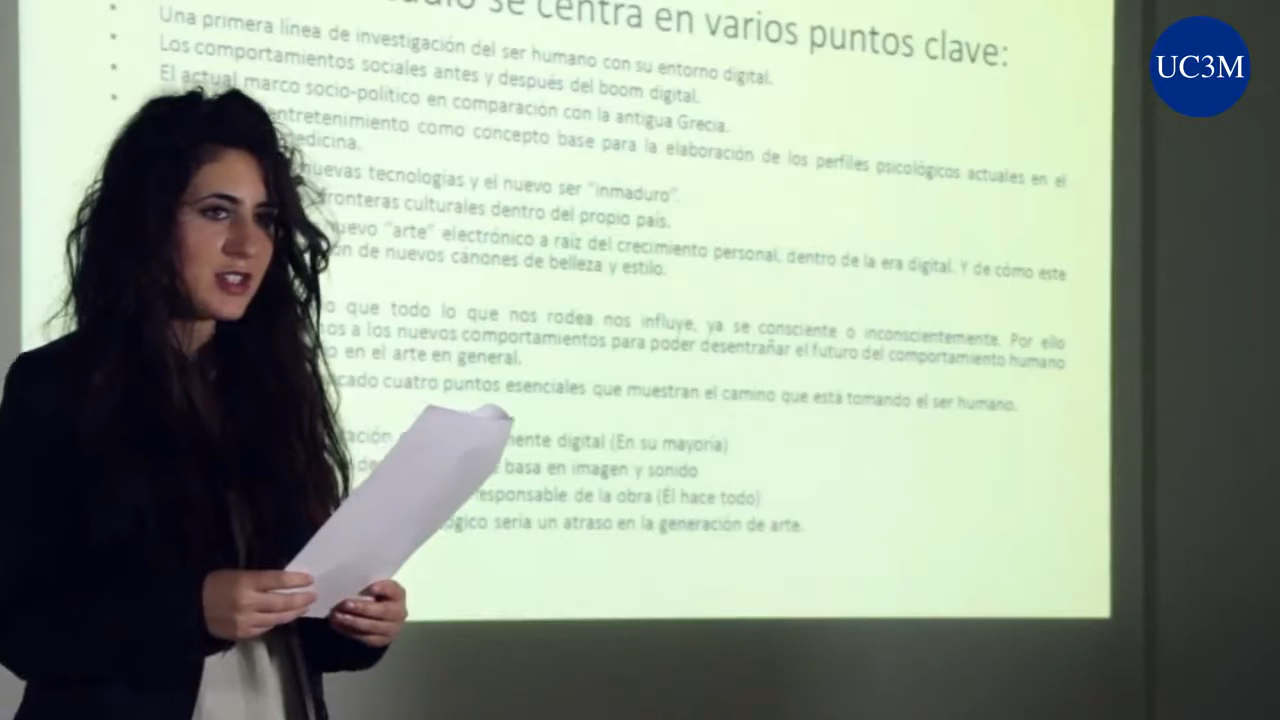 se centra en varios puntos clave:
Una primera línea de investigación del ser humano con su entorno digital.
Los comportamientos sociales antes y después del boom digital.
El actual marco socio-político en comparación con la antigua Grecia.
entretenimiento como concepto base para la elaboración de los perfiles psicológicos actuales en el
nuevas tecnologías y el nuevo ser "inmaduro".
fronteras culturales dentro del propio país.
"arte" electrónico a raíz del crecimiento personal, dentro de la era digital. Y de cómo este
de nuevos cánones de belleza y estilo.
que todo lo que nos rodea nos influye, ya se consciente o inconscientemente. Por ello
a los nuevos comportamientos para poder desentrañar el futuro del comportamiento humano
en el arte en general.
cuatro puntos esenciales que muestran el camino que está tomando el ser humano.
digital (En su mayoría)
basa en imagen y sonido
responsable de la obra (Él hace todo)
sería un atraso en la generación de arte.
UC3M